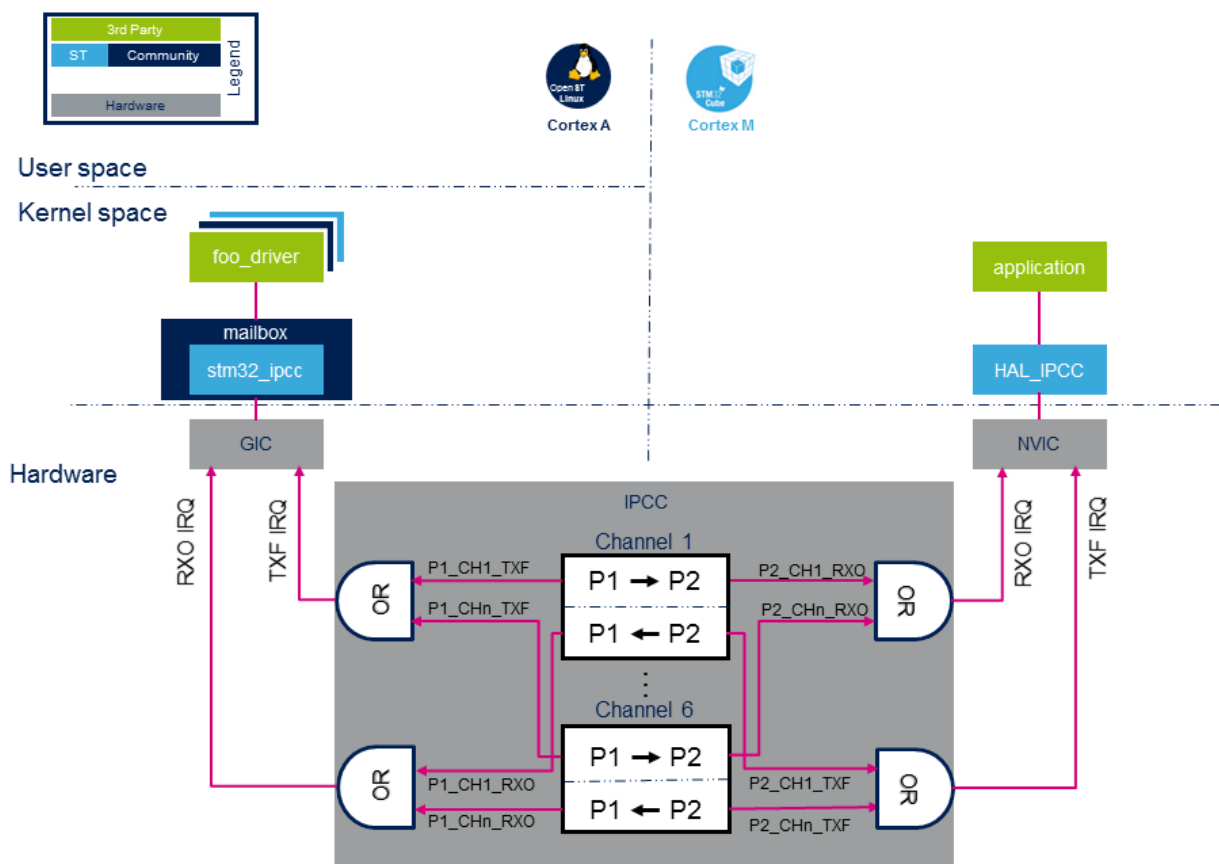 3rd Party
ST
Community
Legend
Hardware
Open ST
Linux
Cortex A
STM32
Cube
Cortex M
User space
Kernel space
foo_driver
application
mailbox
stm32_ipcc
HAL_IPCC
GIC
NVIC
Hardware
RXO IRQ
TXF IRQ
RXO IRQ
TXF IRQ
IPCC
Channel 1
P1_CH1_TXF
P1 → P2
P2_CH1_RXO
OR
OR
P1_CHn_TXF
P1 ← P2
P2_CHn_RXO
Channel 6
P1 → P2
OR
OR
P1_CH1_RXO
P2_CH1_TXF
P1 ← P2
P1_CHn_RXO
P2_CHn_TXF